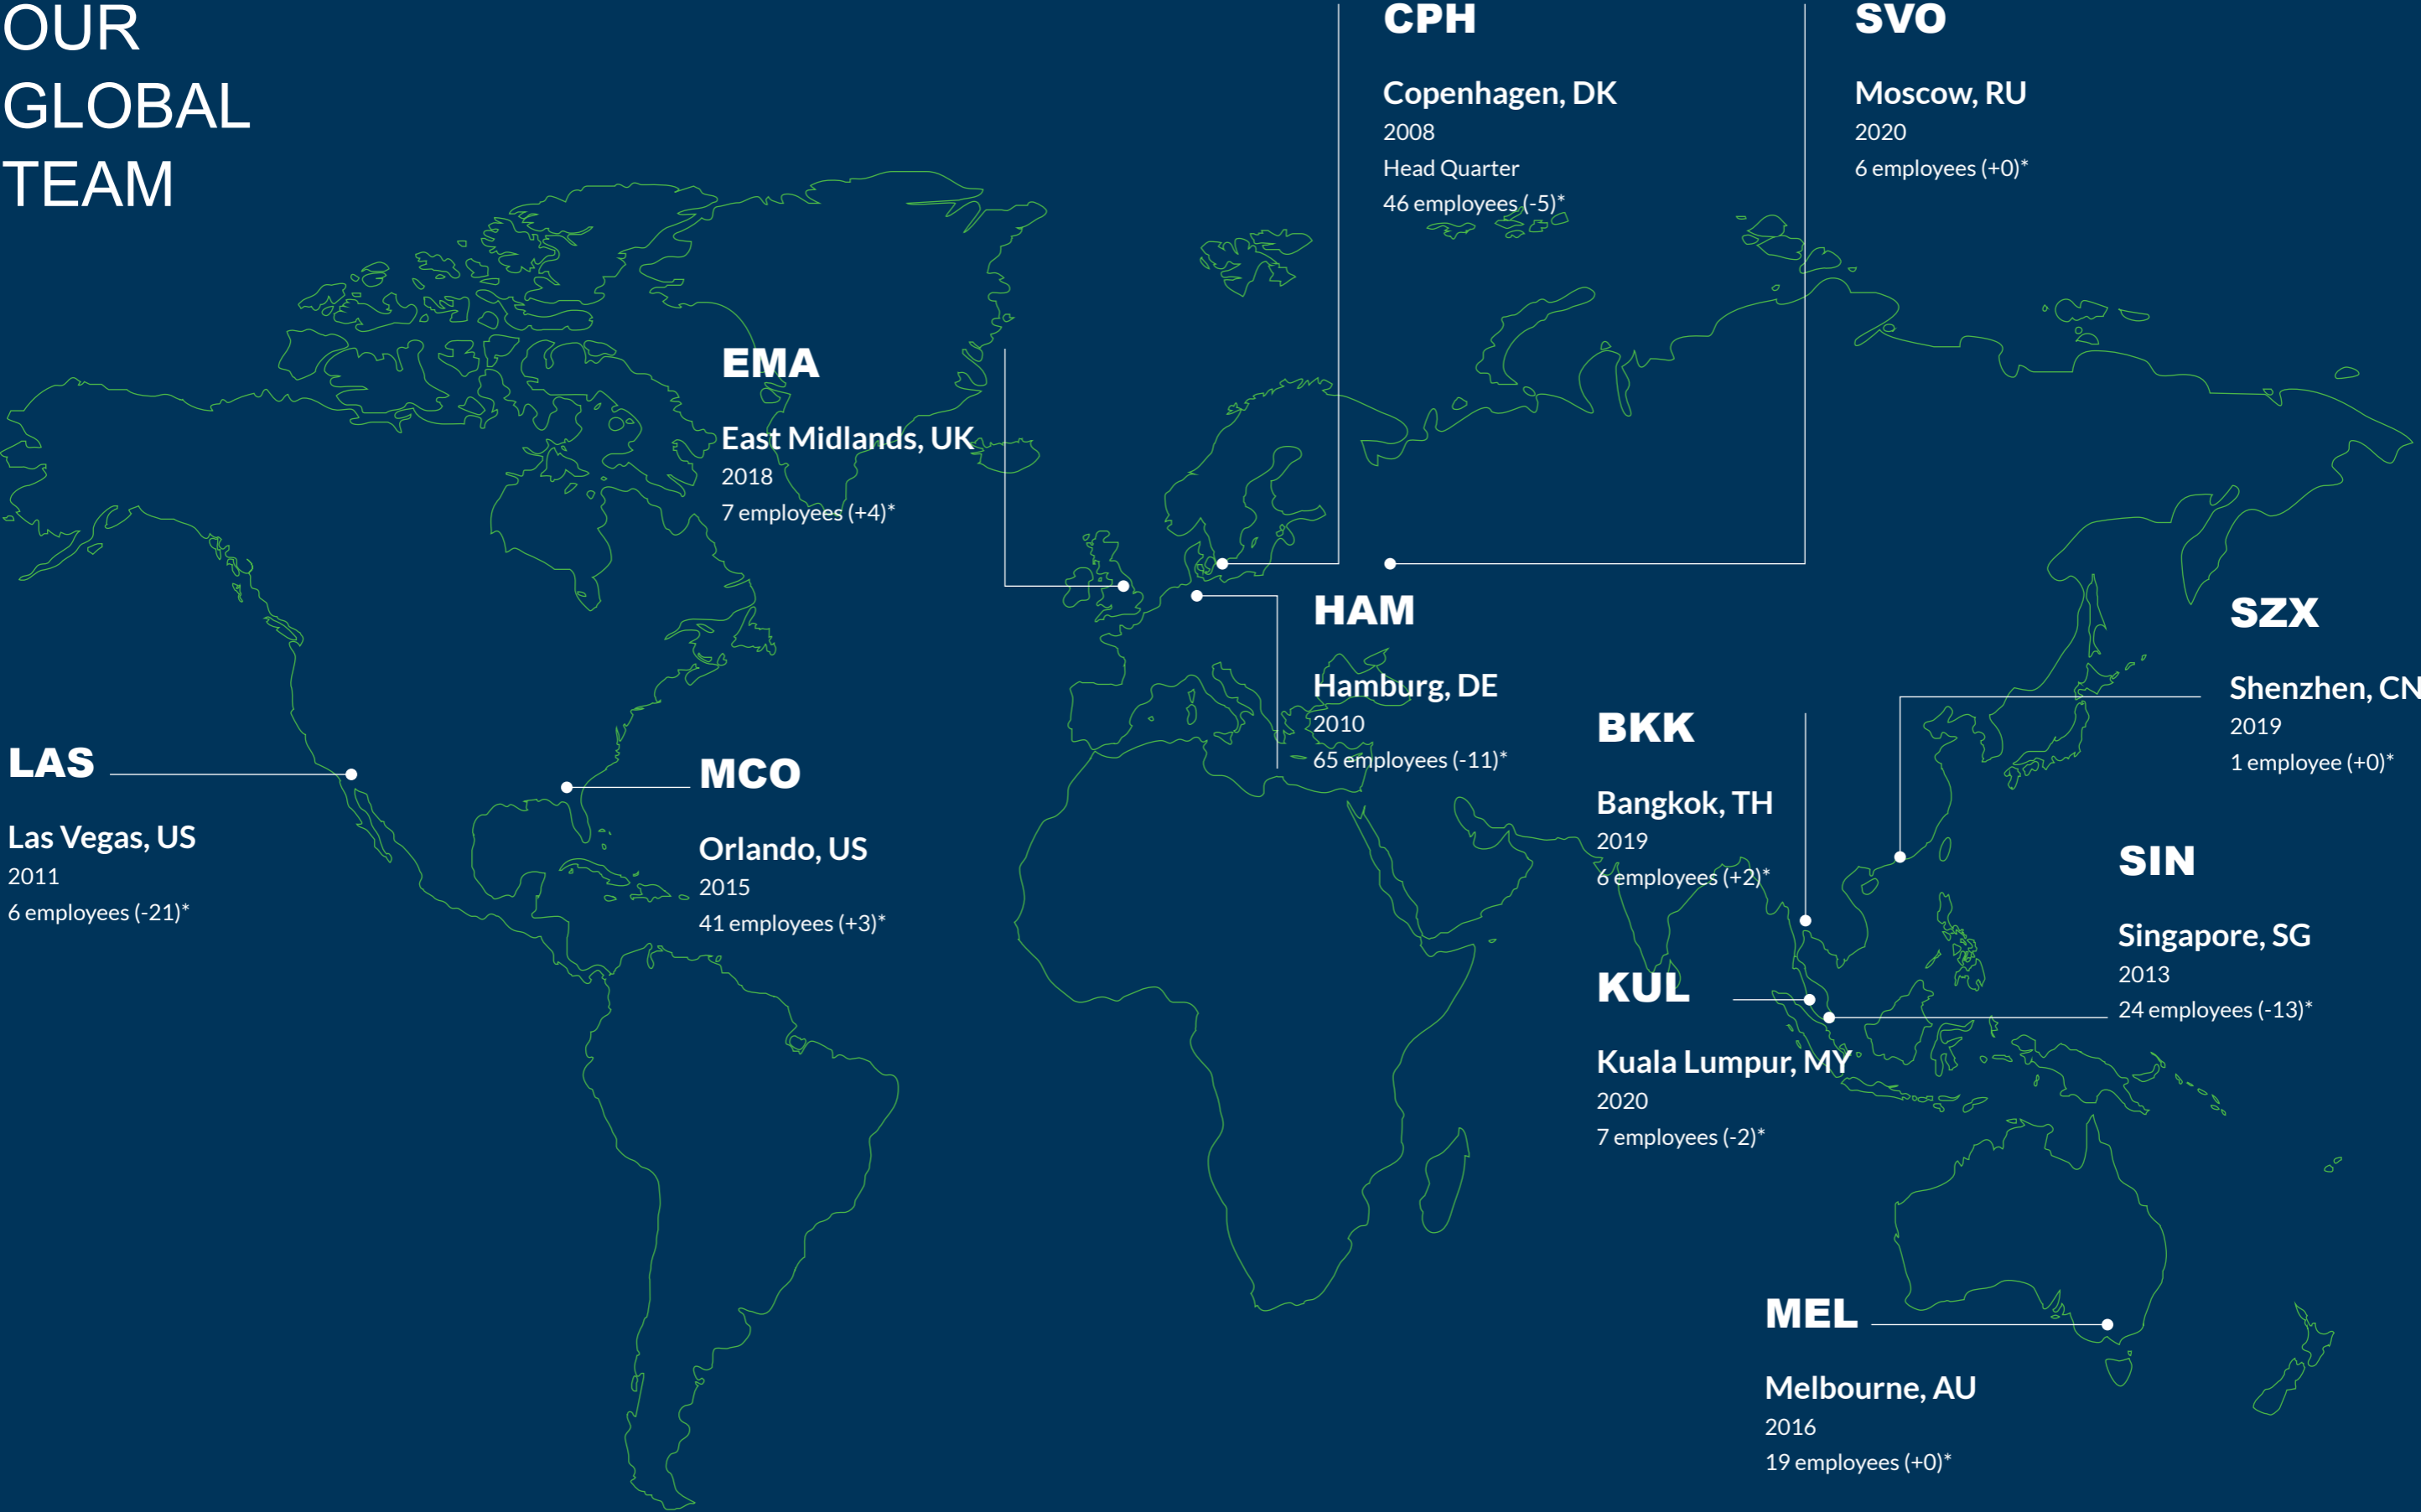 OUR
GLOBAL
TEAM
CPH
Copenhagen, DK
2008
Head Quarter
46 employees (-5)*
SVO
Moscow, RU
2020
6 employees (+0)*
EMA
East Midlands, UK
2018
7 employees (+4)*
HAM
Hamburg, DE
2010
65 employees (-11)*
SZX
Shenzhen, CN
2019
1 employee (+0)*
LAS
Las Vegas, US
2011
6 employees (-21)*
MCO
Orlando, US
2015
41 employees (+3)*
BKK
Bangkok, TH
2019
6 employees (+2)*
SIN
Singapore, SG
2013
24 employees (-13)*
KUL
Kuala Lumpur, MY
2020
7 employees (-2)*
MEL
Melbourne, AU
2016
19 employees (+0)*